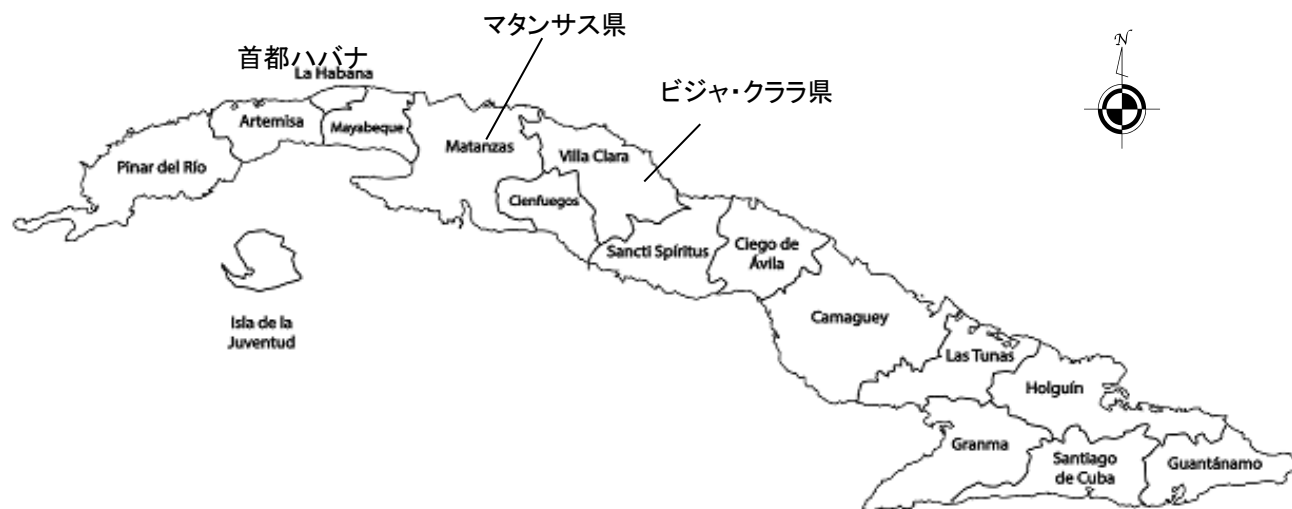 マタンサス県
首都ハバナ
La Habana
ビジャ・クララ県
N
Artemisa
Mayabeque
Matanzas
Villa Clara
Pinar del Río
Cienfuegos
Sancti Spíritus
Ciego de
Ávila
Isla de la
Juventud
Camaguey
Las Tunas
Holguín
Granma
Santiago
de Cuba
Guantánamo